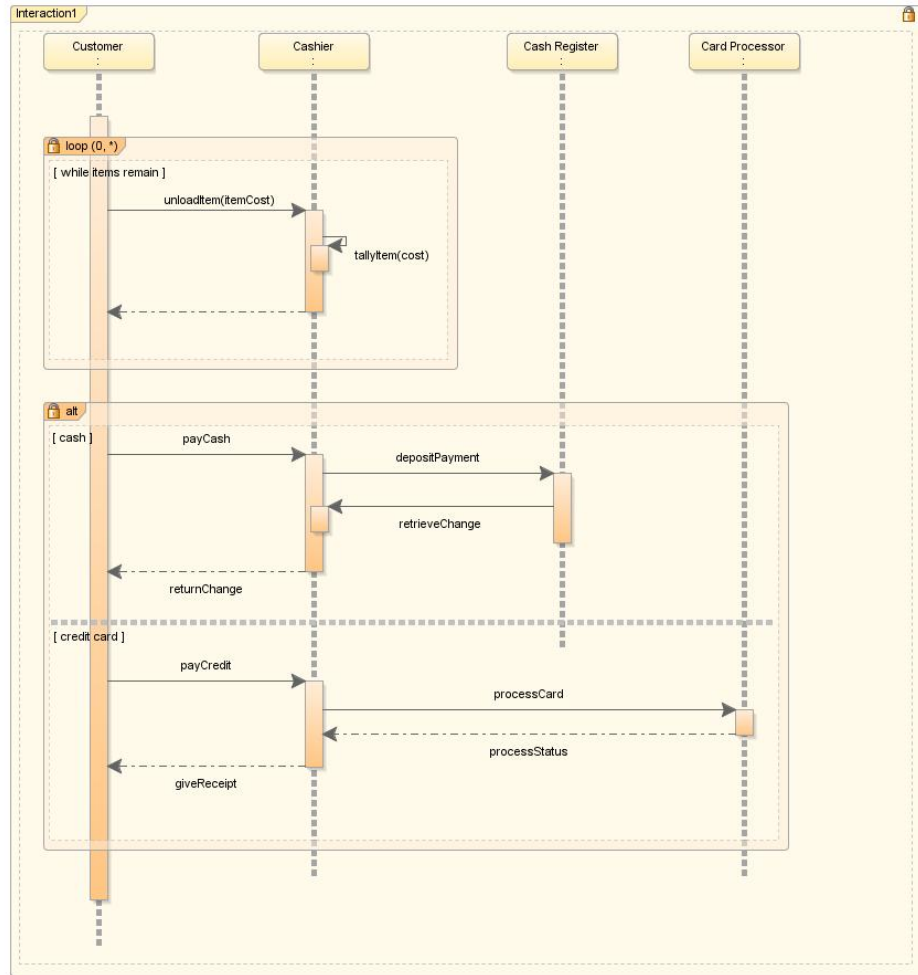 Interaction1
Customer
:
Cashier
:
Cash Register
:
Card Processor
:
loop (0, *)
[ while items remain ]
unloadItem(itemCost)
tallyItem(cost)
alt
[ cash ]
payCash
depositPayment
retrieveChange
returnChange
[ credit card ]
payCredit
processCard
processStatus
giveReceipt